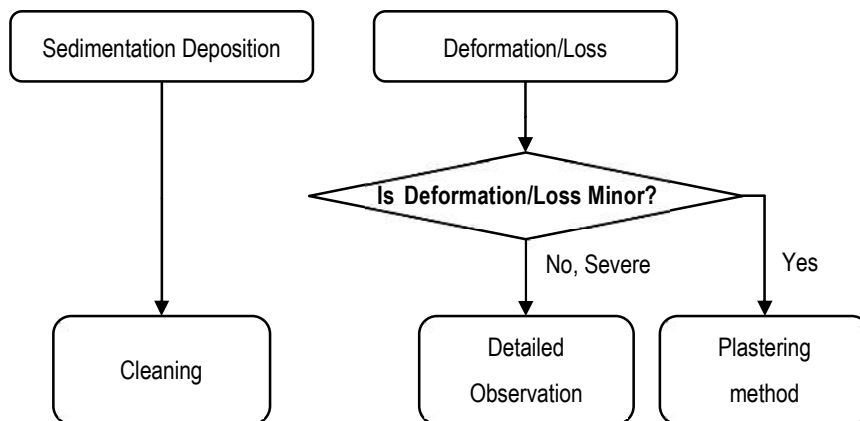 Sedimentation Deposition
Deformation/Loss
Is Deformation/Loss Minor?
No, Severe
Yes
Cleaning
Detailed
Observation
Plastering
method